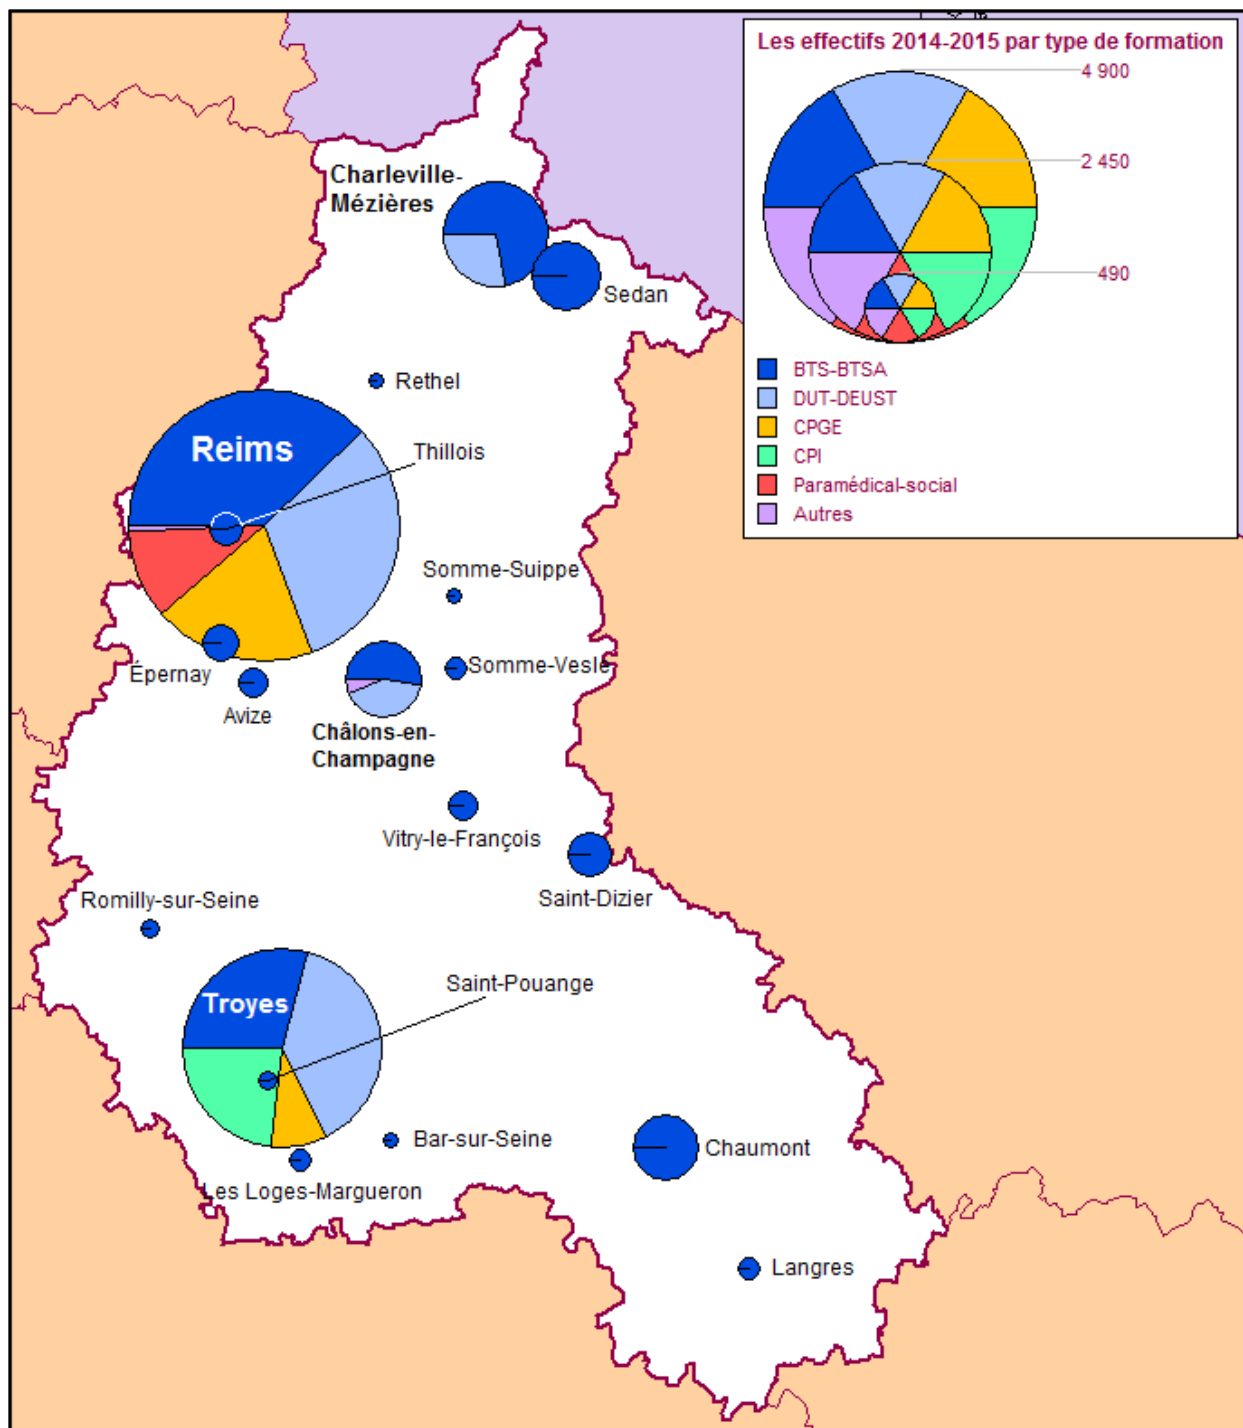 Les effectifs 2014-2015 par type de formation
4 900
2 450
490
BTS-BTSA
DUT-DEUST
CPGE
CPI
Paramédical-social
Autres
Charleville-
Mézières
Sedan
Rethel
Reims
Thillois
Somme-Suippe
Épernay
Somme-Vesle
Avize
Châlons-en-
Champagne
Vitry-le-François
Saint-Dizier
Romilly-sur-Seine
Saint-Pouange
Troyes
Bar-sur-Seine
Chaumont
Les Loges-Margueron
Langres